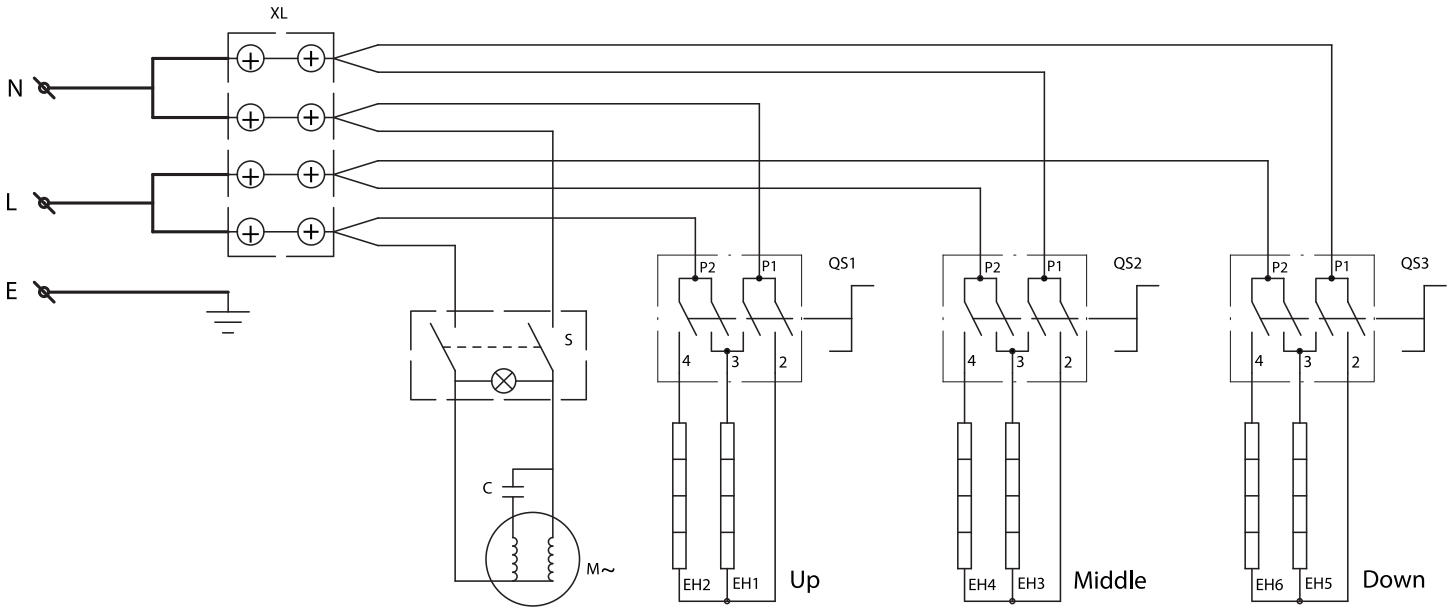 XL
N
L
E
P2 P1 QS1
P2 P1 QS2
P2 P1 QS3
S
4 3 2
4 3 2
4 3 2
C
M~
EH2 EH1 Up
EH4 EH3 Middle
EH6 EH5 Down